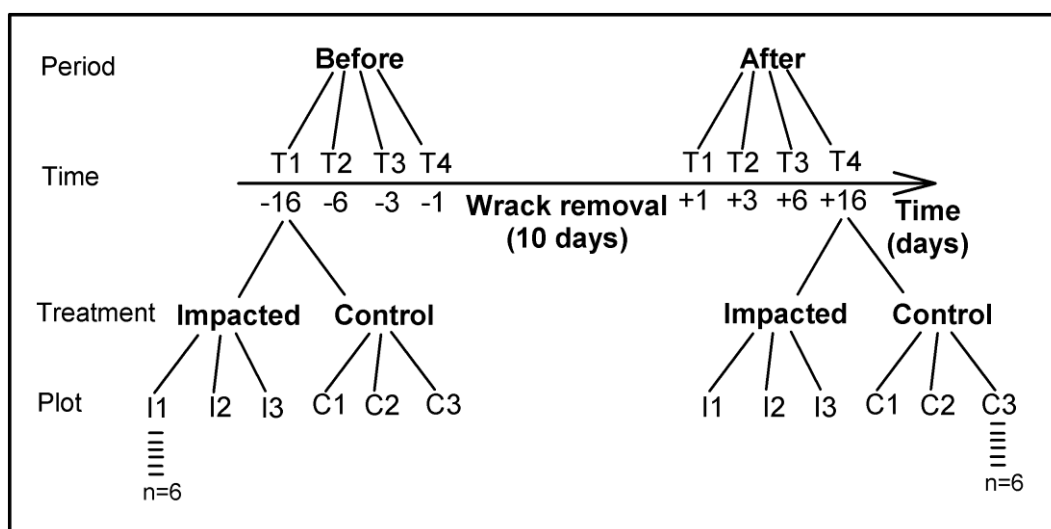 Period Before After
Time T1 T2 T3 T4 T1 T2 T3 T4
-16 -6 -3 -1 Wrack removal (10 days) +1 +3 +6 +16 Time (days)
Treatment Impacted Control Impacted Control
Plot I1 I2 I3 C1 C2 C3 I1 I2 I3 C1 C2 C3
n=6 n=6